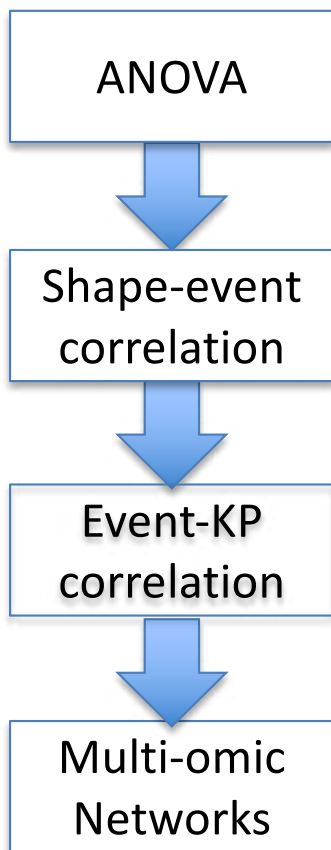 ANOVA
Shape-event
correlation
Event-KP
correlation
Multi-omic
Networks